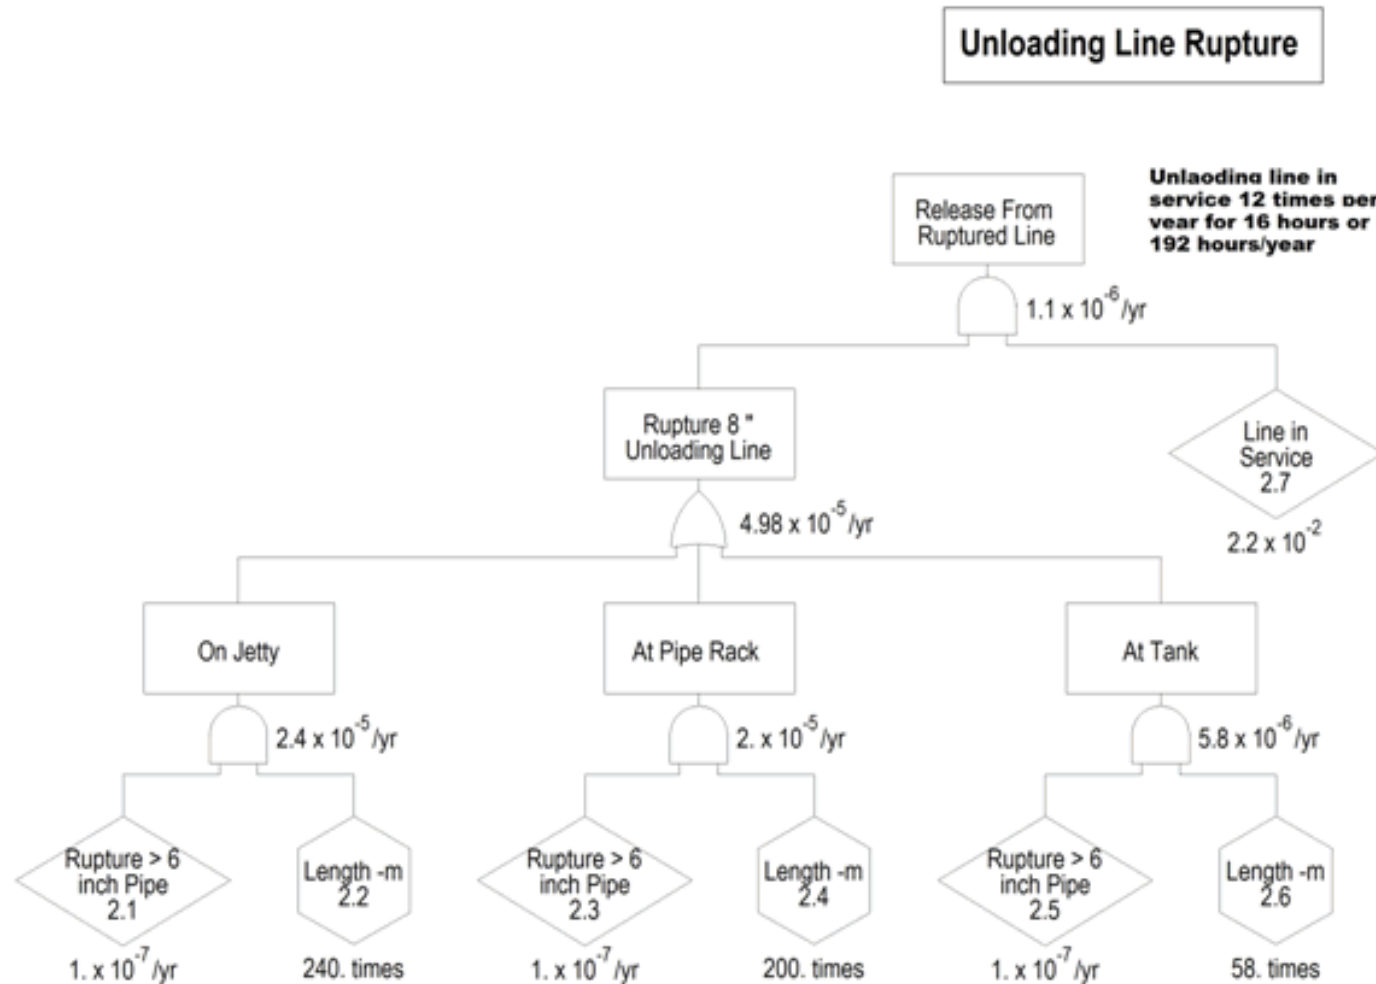 Unloading Line Rupture
Unlaoding line in
service 12 times per
year for 16 hours or
192 hours/year
Release From
Ruptured Line
1.1 x 10^-6/yr
Rupture 8 "
Unloading Line
Line in
Service
2.7
4.98 x 10^-5/yr
2.2 x 10^-2
On Jetty
At Pipe Rack
At Tank
2.4 x 10^-5/yr
2. x 10^-5/yr
5.8 x 10^-6/yr
Rupture > 6
inch Pipe
2.1
Length -m
2.2
Rupture > 6
inch Pipe
2.3
Length -m
2.4
Rupture > 6
inch Pipe
2.5
Length -m
2.6
1. x 10^-7/yr
240. times
1. x 10^-7/yr
200. times
1. x 10^-7/yr
58. times